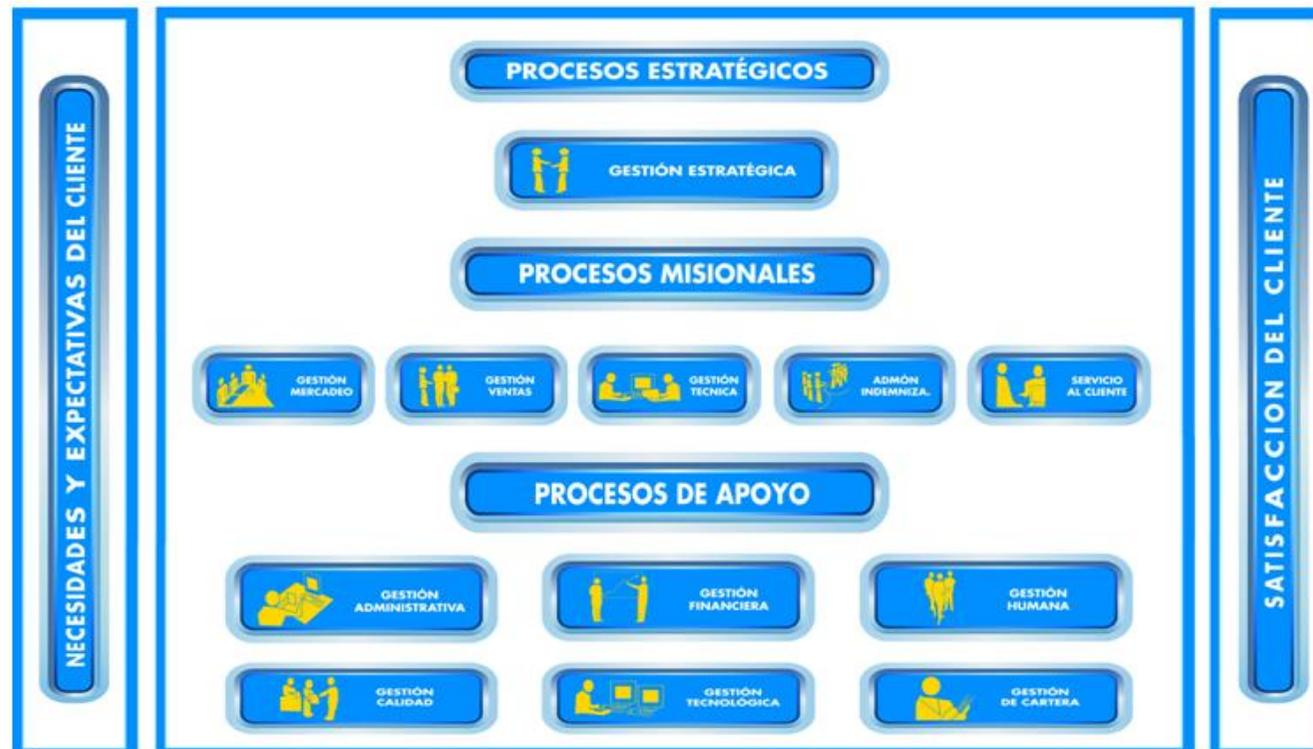 NECESIDADES Y EXPECTATIVAS DEL CLIENTE
PROCESOS ESTRATÉGICOS
GESTIÓN ESTRATÉGICA
PROCESOS MISIONALES
GESTIÓN
MERCADEO
GESTIÓN
VENTAS
GESTIÓN
TECNICA
ADMÓN
INDEMNIZA.
SERVICIO
AL CLIENTE
PROCESOS DE APOYO
GESTIÓN
ADMINISTRATIVA
GESTIÓN
FINANCIERA
GESTIÓN
HUMANA
GESTIÓN
CALIDAD
GESTIÓN
TECNOLÓGICA
GESTIÓN
DE CARTERA
SATISFACCION DEL CLIENTE